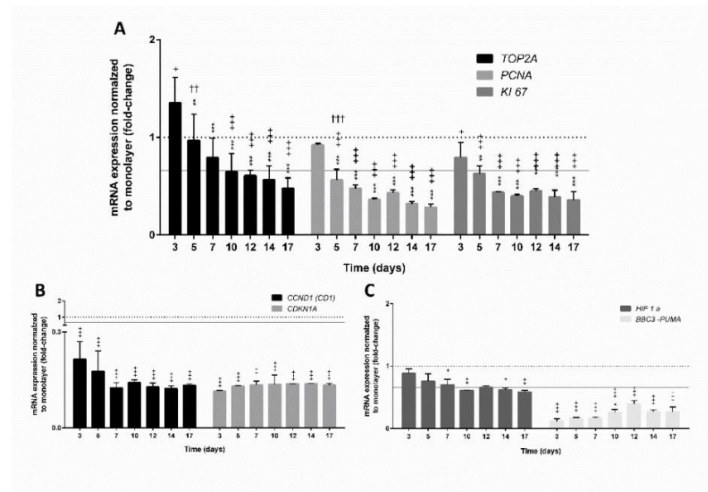 A
mRNA expression normalzed
to monolayer (fold-change)
2
1
0
TOP2A
PCNA
KI 67
3 5 7 10 12 14 17 3 5 7 10 12 14 17 3 5 7 10 12 14 17
Time (days)
B
mRNA expression normalized
to monolayer (fold-change)
2
1
0.3
0.0
CCND1 (CD1)
CDKN1A
3 5 7 10 12 14 17 3 5 7 10 12 14 17
Time (days)
C
mRNA expression normalized
to monolayer (fold-change)
2
1
0
HIF 1 a
BBC3 -PUMA
3 5 7 10 12 14 17 3 5 7 10 12 14 17
Time (days)